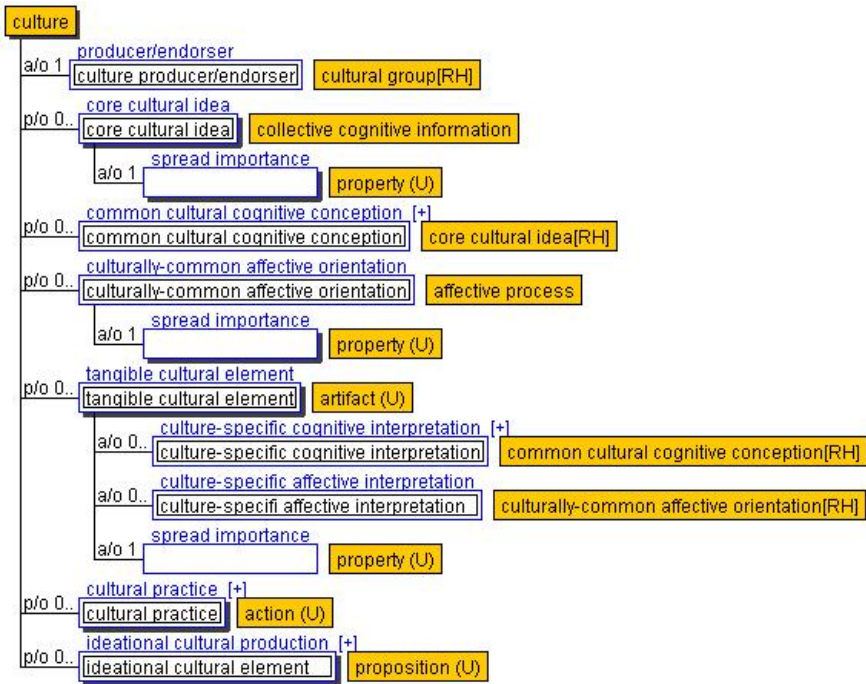 culture
producer/endorser
a/o 1 culture producer/endorser cultural group[RH]
core cultural idea
p/o 0.. core cultural idea collective cognitive information
spread importance
a/o 1 property (U)
common cultural cognitive conception [+]
p/o 0.. common cultural cognitive conception core cultural idea[RH]
culturally-common affective orientation
p/o 0.. culturally-common affective orientation affective process
spread importance
a/o 1 property (U)
tangible cultural element
p/o 0.. tangible cultural element artifact (U)
culture-specific cognitive interpretation [+]
a/o 0.. culture-specific cognitive interpretation common cultural cognitive conception[RH]
culture-specific affective interpretation
a/o 0.. culture-specifi affective interpretation culturally-common affective orientation[RH]
spread importance
a/o 1 property (U)
cultural practice [+]
p/o 0.. cultural practice action (U)
ideational cultural production [+]
p/o 0.. ideational cultural element proposition (U)